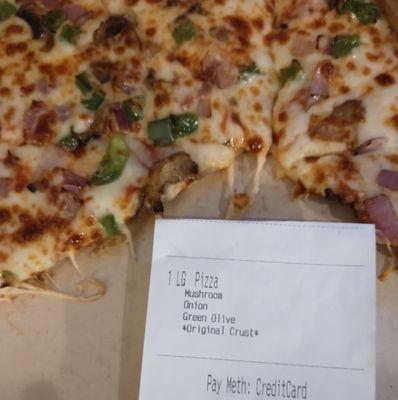 1 LG Pizza
Mushroom
Onion
Green Olive
*Original Crust*
Pay Meth: CreditCard